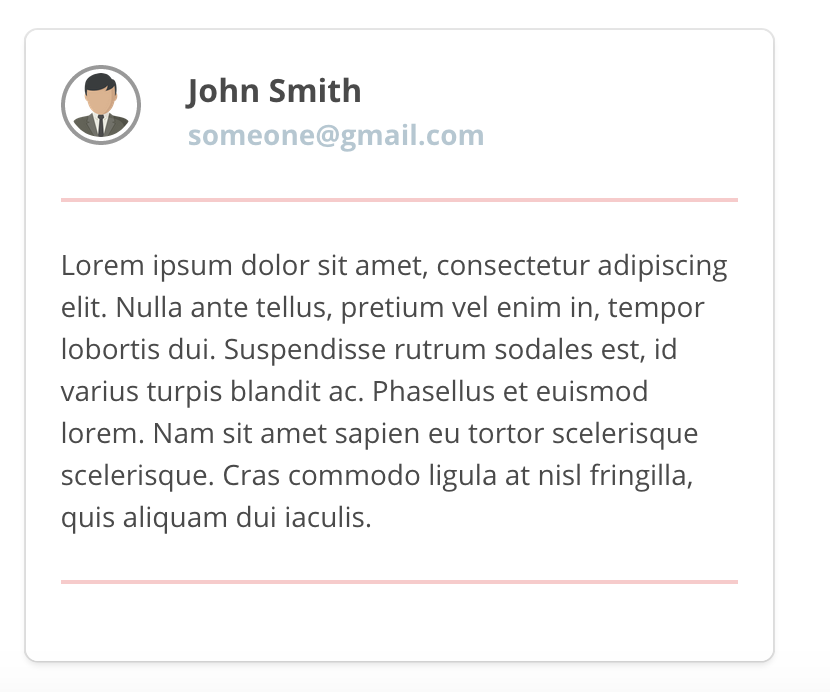 John Smith
someone@gmail.com
Lorem ipsum dolor sit amet, consectetur adipiscing
elit. Nulla ante tellus, pretium vel enim in, tempor
lobortis dui. Suspendisse rutrum sodales est, id
varius turpis blandit ac. Phasellus et euismod
lorem. Nam sit amet sapien eu tortor scelerisque
scelerisque. Cras commodo ligula at nisl fringilla,
quis aliquam dui iaculis.